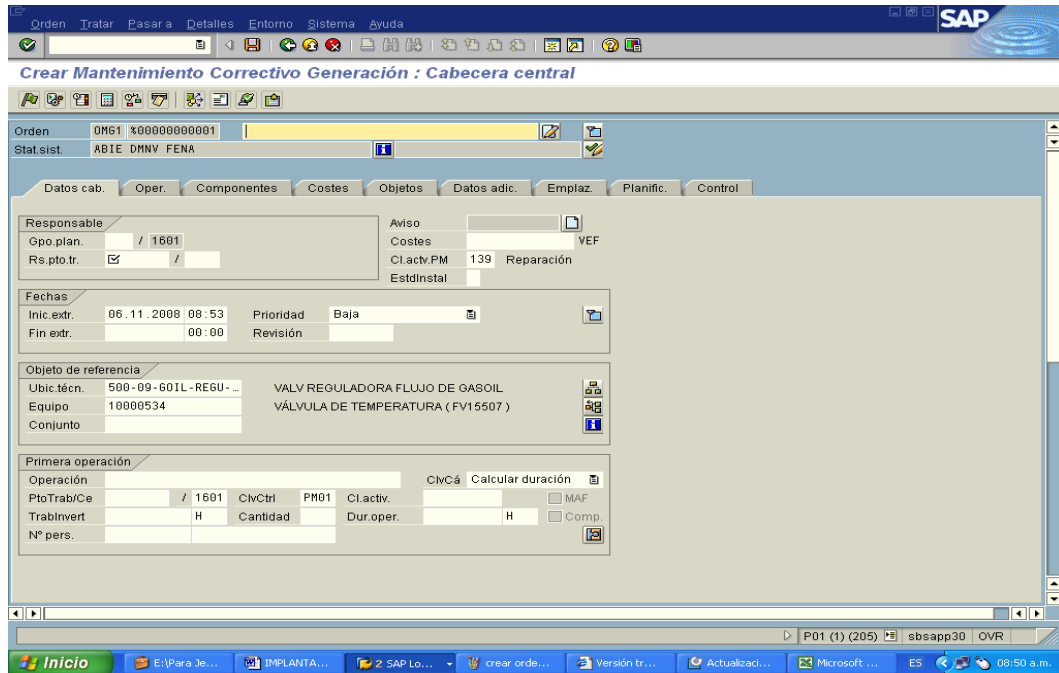 Orden Tratar Pasar a Detalles Entorno Sistema Ayuda
SAP
Crear Mantenimiento Correctivo Generación : Cabecera central
Orden OMG1 %00000000001
Stat.sist. ABIE DMNV FENA
Datos cab. Oper. Componentes Costes Objetos Datos adic. Emplaz. Planific. Control
Responsable
Gpo.plan. / 1601
Rs.pto.tr. /
Aviso
Costes VEF
Cl.actv.PM 139 Reparación
EstdInstal
Fechas
Inic.extr. 06.11.2008 08:53 Prioridad Baja
Fin extr. 00:00 Revisión
Objeto de referencia
Ubic.técn. 500-09-GOIL-REGU-… VALV REGULADORA FLUJO DE GASOIL
Equipo 10000534 VÁLVULA DE TEMPERATURA ( FV15507 )
Conjunto
Primera operación
Operación ClvCá Calcular duración
PtoTrab/Ce / 1601 ClvCtrl PM01 Cl.activ. MAF
TrabInvert H Cantidad Dur.oper. H Comp.
Nº pers.
P01 (1) (205) sbsapp30 OVR
Inicio E:\Para Je... IMPLANTA... 2 SAP Lo... crear orde... Versión tr... Actualizaci... Microsoft ... ES 08:50 a.m.